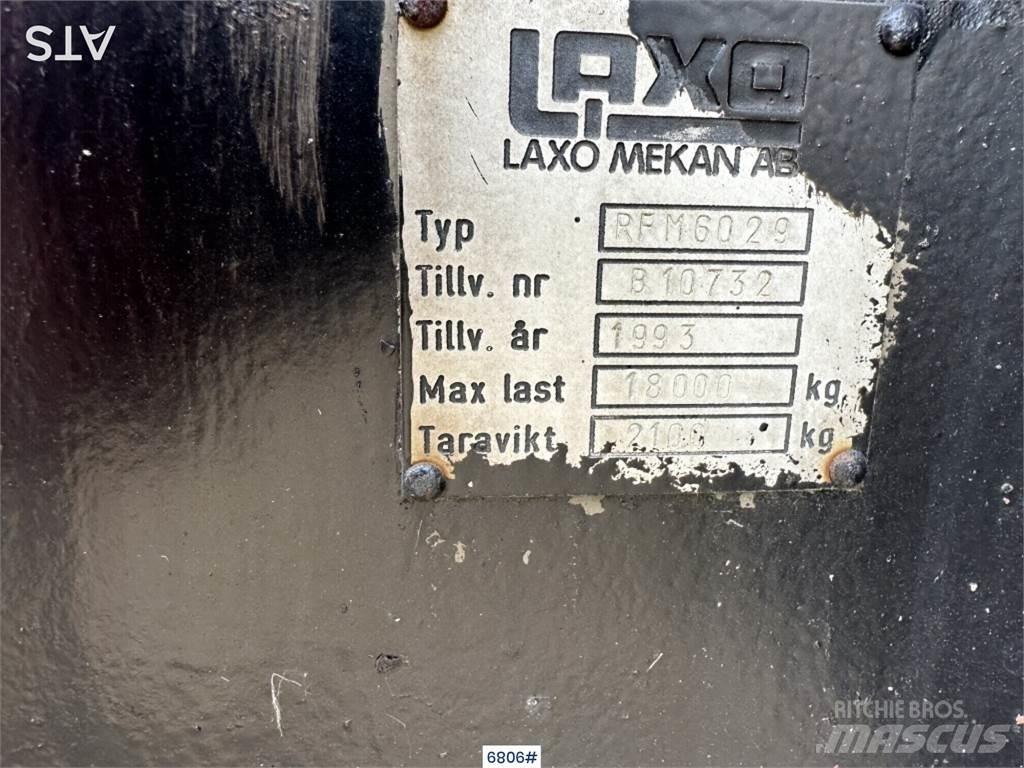 ATS
LAXO
LAXO MEKAN AB
Typ RFM6029
Tillv. nr B10732
Tillv. år 1993
Max last 18000 kg
Taravikt kg
RITCHIE BROS.
MASCUS
6806#